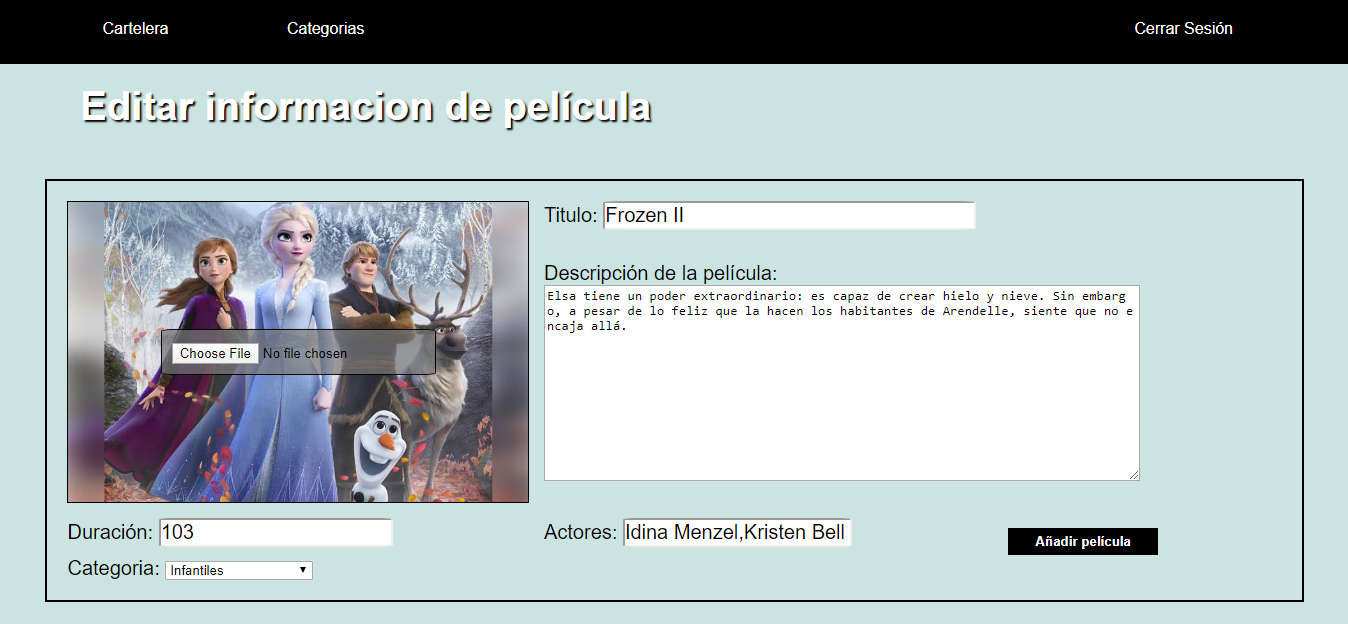 Cartelera Categorias Cerrar Sesión
Editar informacion de película
Titulo: Frozen II
Descripción de la película:
Elsa tiene un poder extraordinario: es capaz de crear hielo y nieve. Sin embarg
o, a pesar de lo feliz que la hacen los habitantes de Arendelle, siente que no e
ncaja allá.
Choose File No file chosen
Duración: 103
Actores: Idina Menzel,Kristen Bell
Añadir película
Categoria: Infantiles